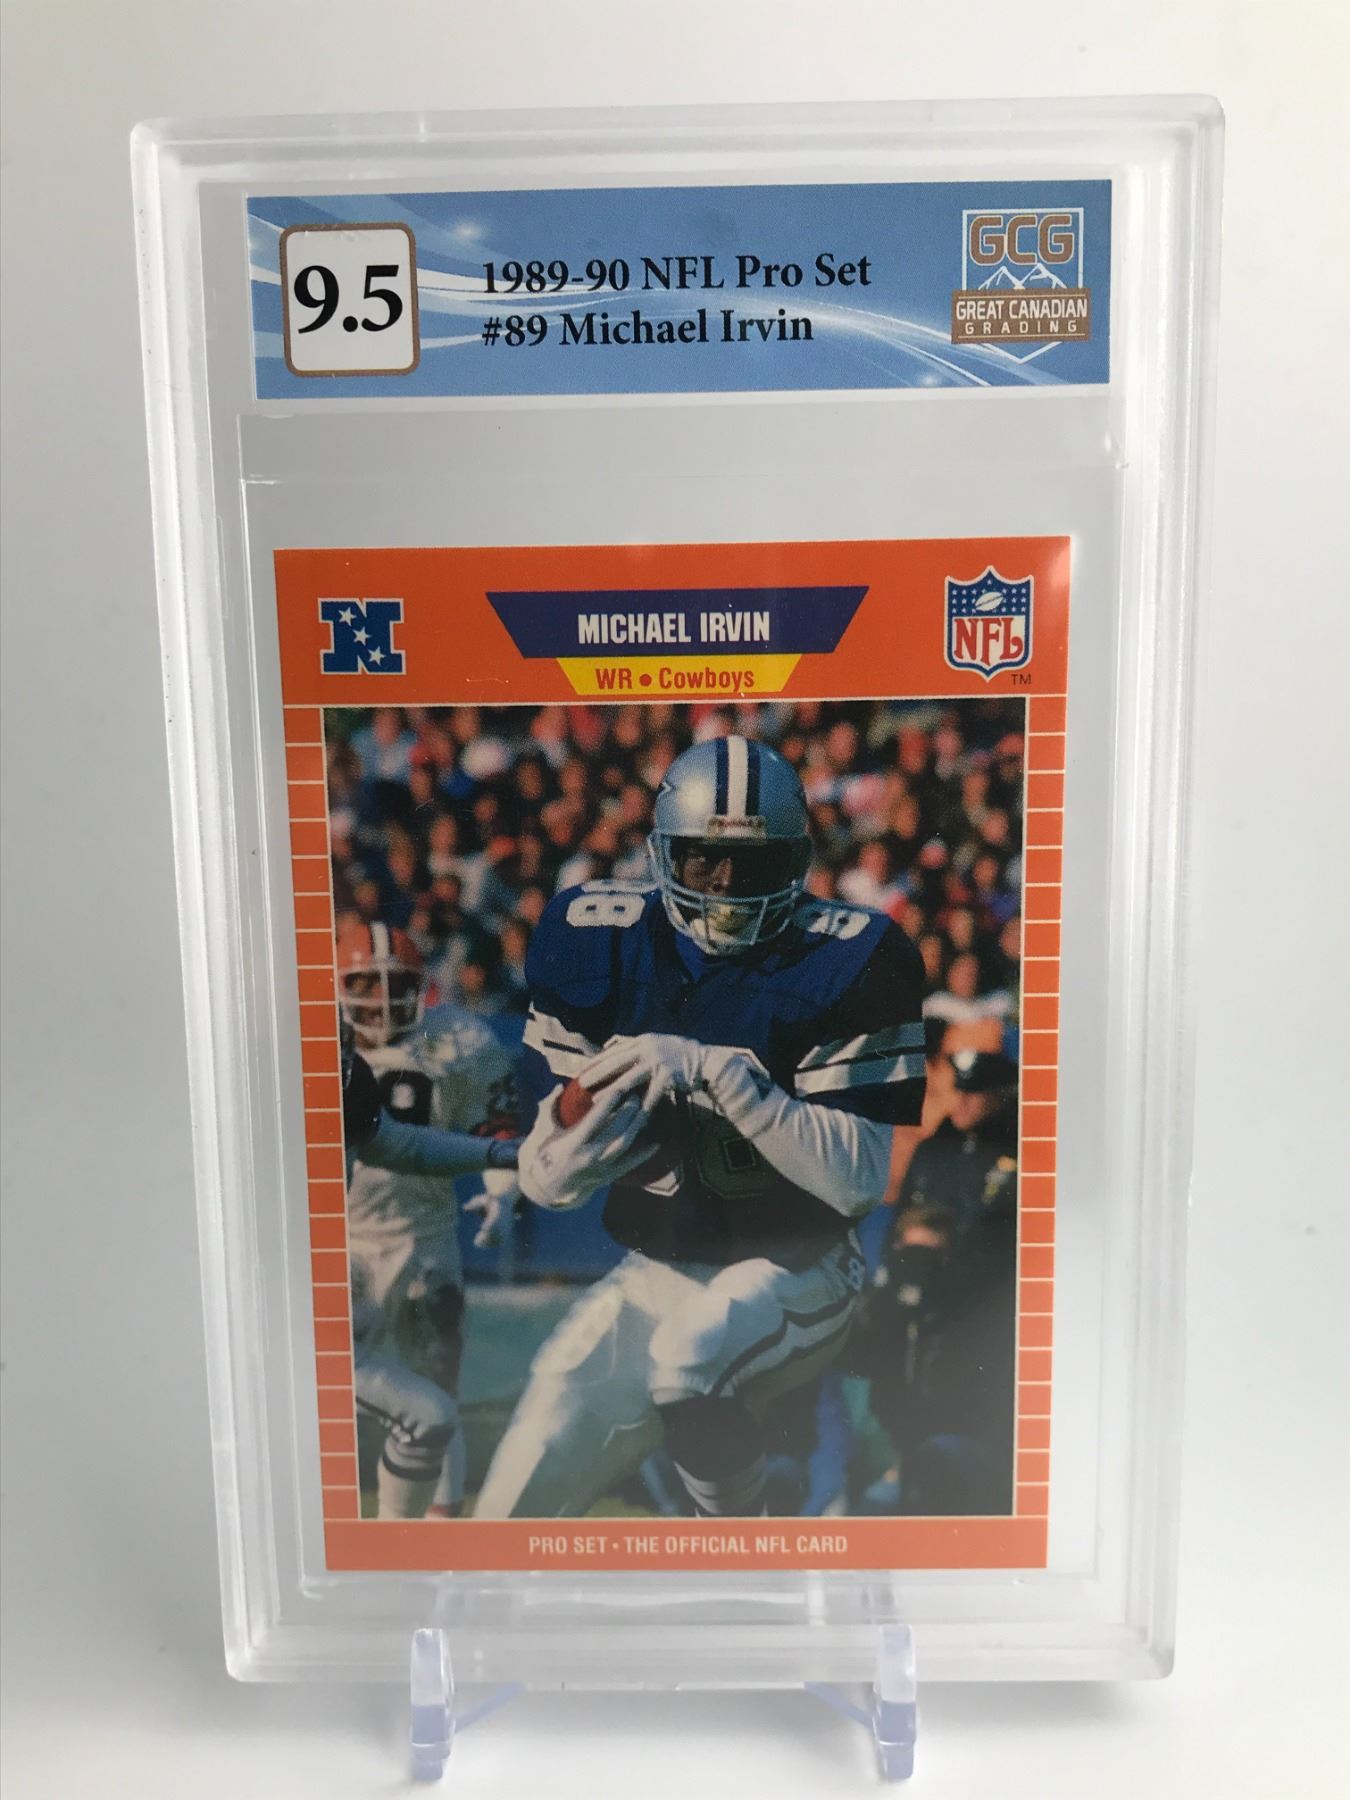 9.5
1989-90 NFL Pro Set
#89 Michael Irvin
GCG
GREAT CANADIAN
GRADING
N
MICHAEL IRVIN
WR • Cowboys
NFL
TM
88
PRO SET • THE OFFICIAL NFL CARD